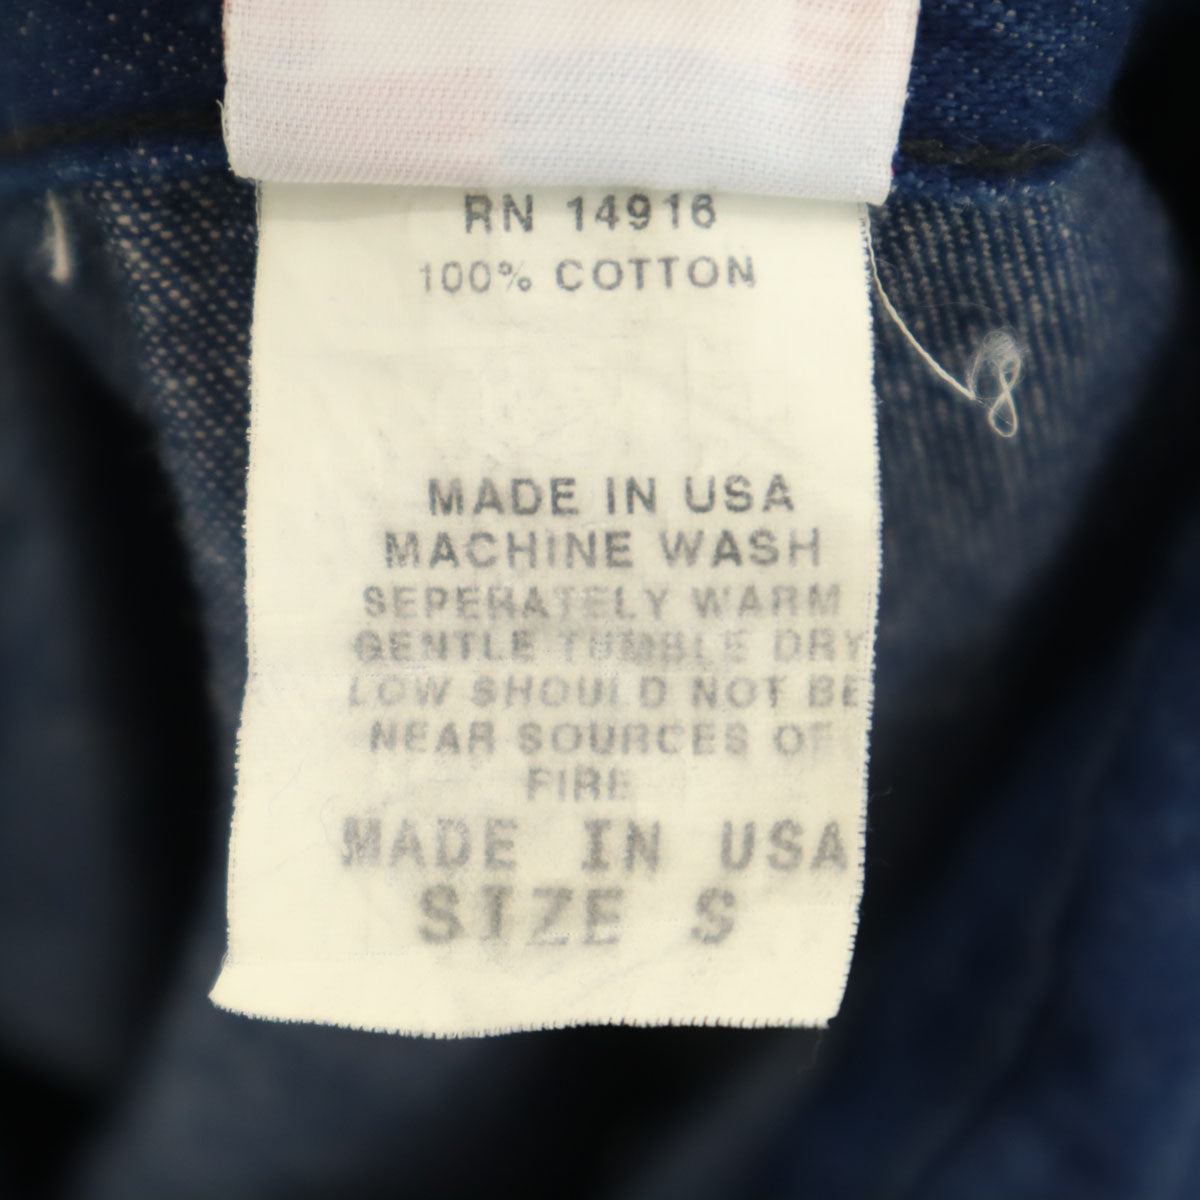 RN 14916
100% COTTON
MADE IN USA
MACHINE WASH
SEPERATELY WARM
GENTLE TUMBLE DRY
LOW SHOULD NOT BE
NEAR SOURCES OF
FIRE
MADE IN USA
SIZE S